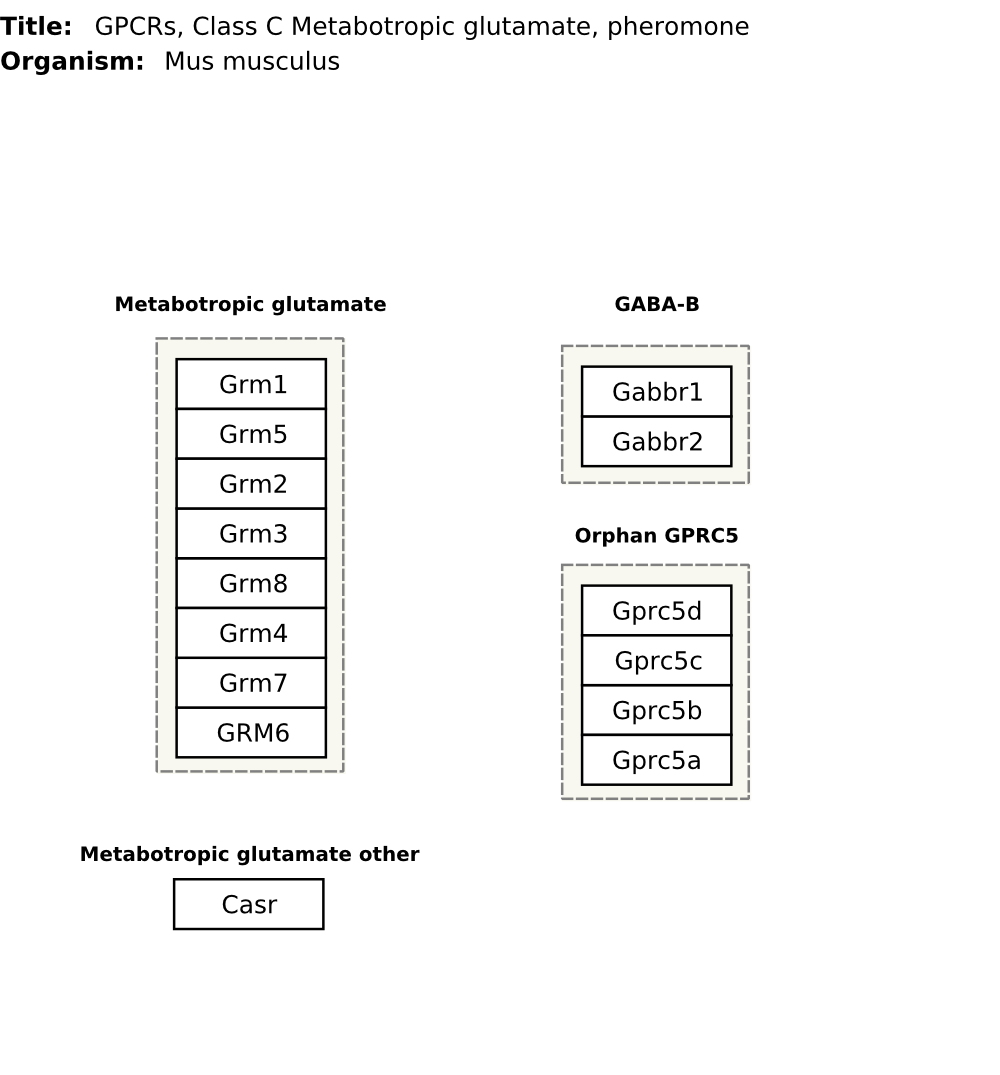 Title: GPCRs, Class C Metabotropic glutamate, pheromone
Organism: Mus musculus
Metabotropic glutamate
Grm1
Grm5
Grm2
Grm3
Grm8
Grm4
Grm7
GRM6
GABA-B
Gabbr1
Gabbr2
Orphan GPRC5
Gprc5d
Gprc5c
Gprc5b
Gprc5a
Metabotropic glutamate other
Casr